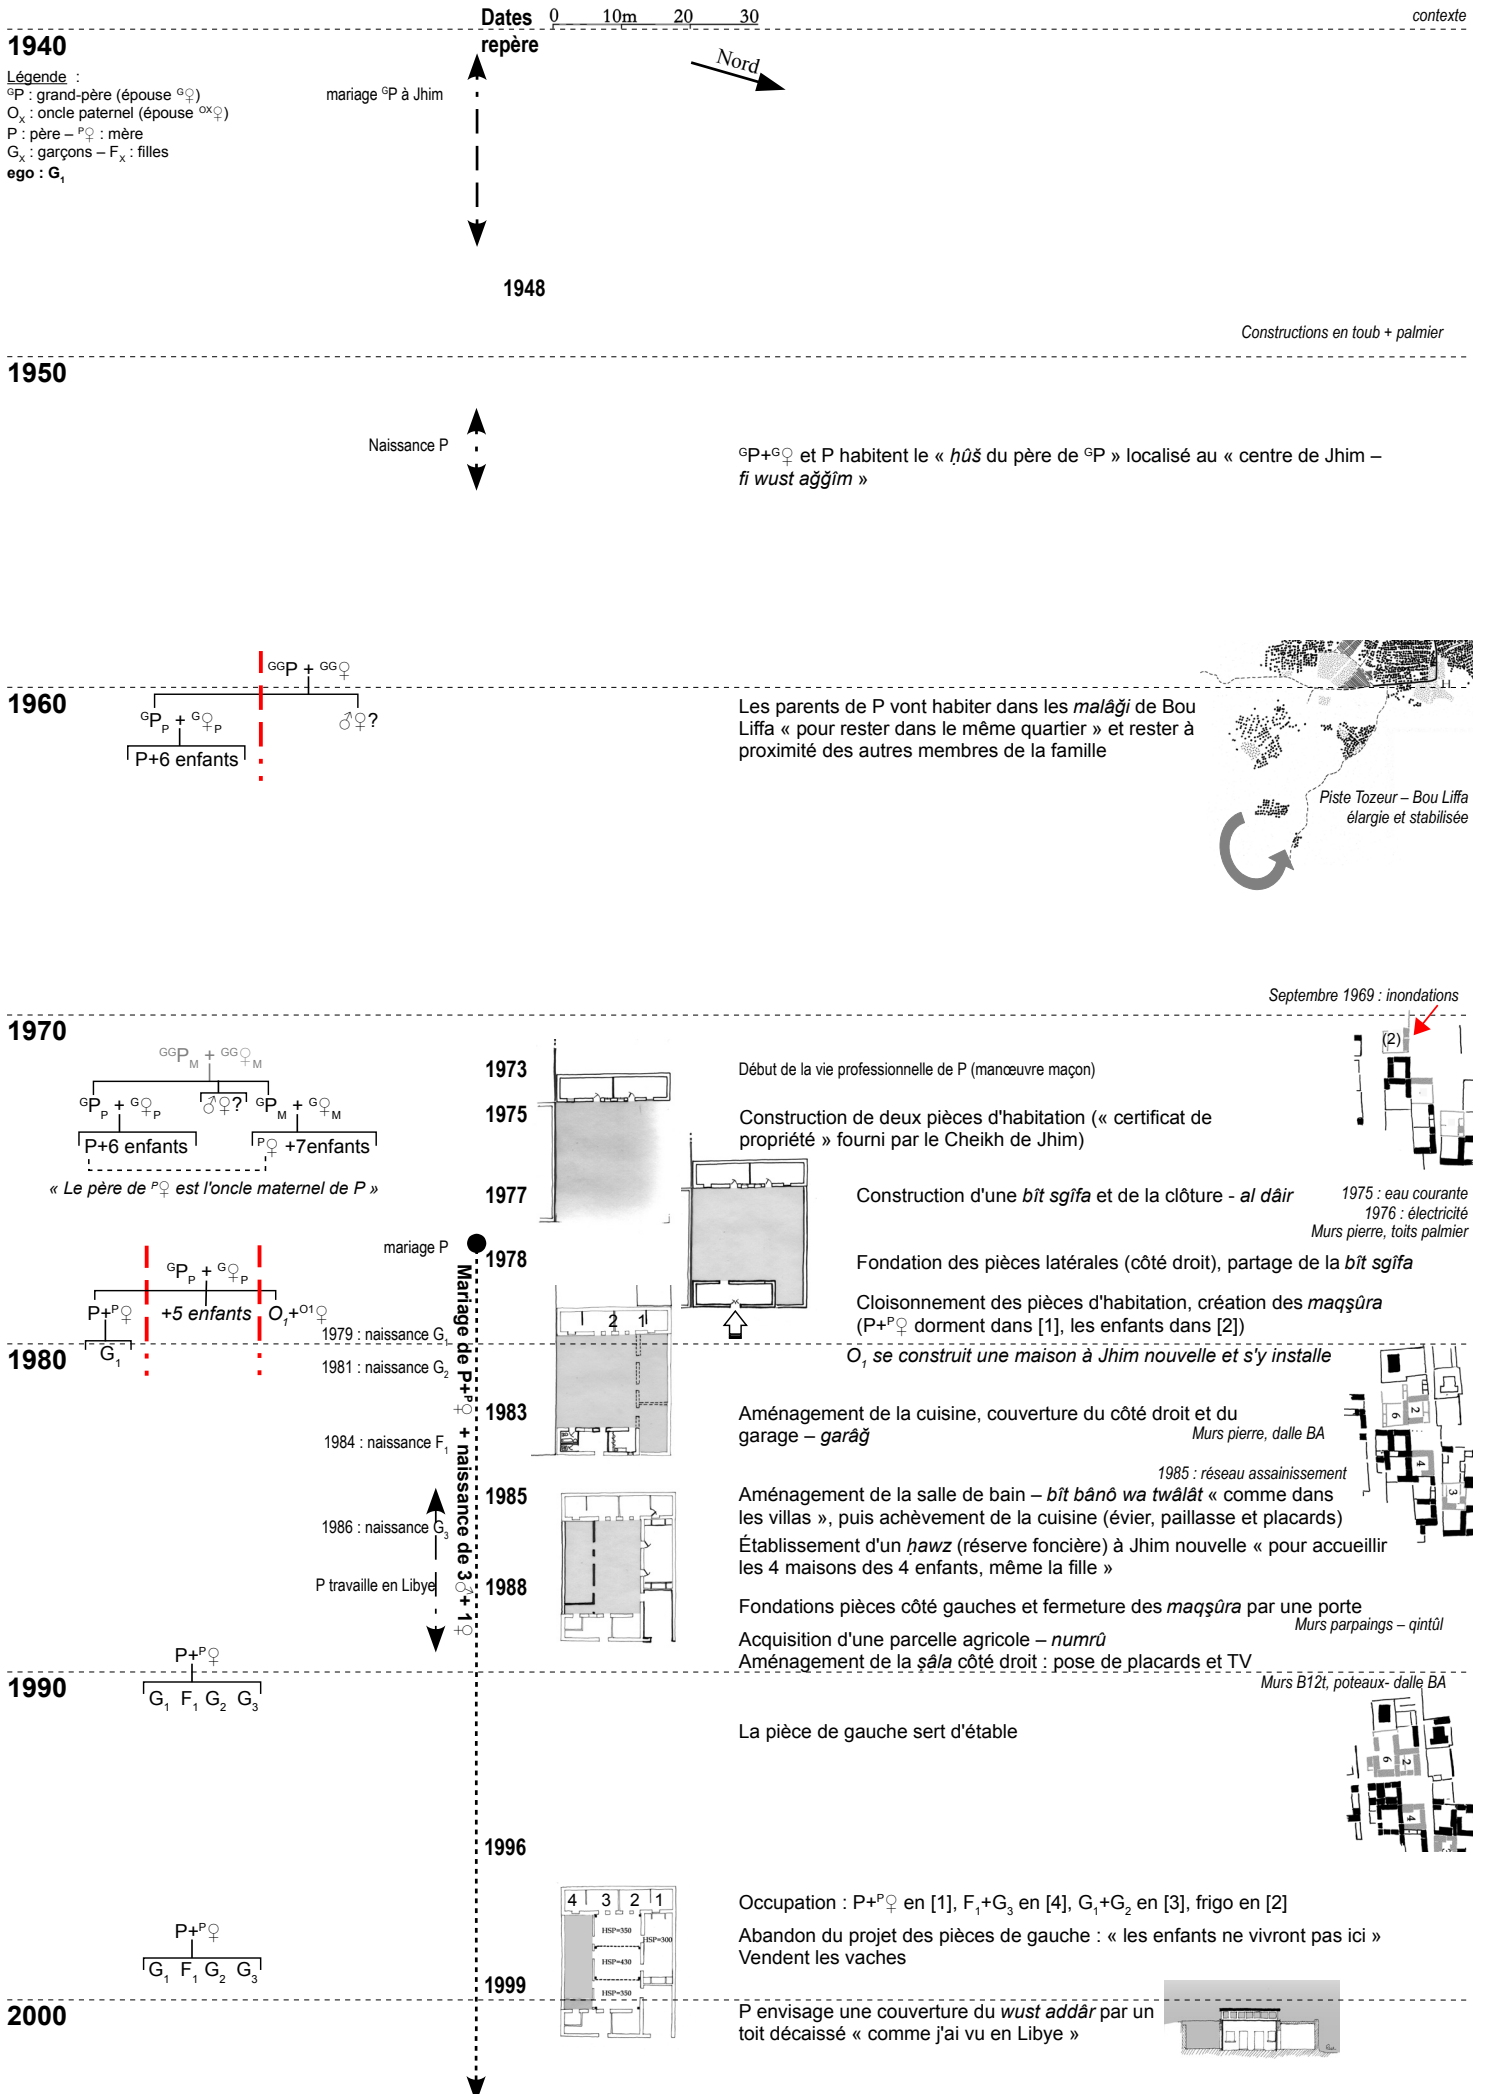 Dates 0 10m 20 30 contexte
1940 repère
Nord
Légende :
GP : grand-père (épouse G♀)
Ox : oncle paternel (épouse OX♀)
P : père – P♀ : mère
Gx : garçons – Fx : filles
ego : G1
mariage GP à Jhim
1948
Constructions en toub + palmier
1950
Naissance P
GP+G♀ et P habitent le « ḥûš du père de GP » localisé au « centre de Jhim –
fi wust aǧǧîm »
GGP + GG♀
1960
GPP + G♀P ♂♀?
P+6 enfants
Les parents de P vont habiter dans les malâği de Bou
Liffa « pour rester dans le même quartier » et rester à
proximité des autres membres de la famille
H
Piste Tozeur – Bou Liffa
élargie et stabilisée
Septembre 1969 : inondations
1970
(2)
GGPM + GG♀M
GPP + G♀P ♂♀? GPM + G♀M
P+6 enfants P♀ +7enfants
« Le père de P♀ est l'oncle maternel de P »
1973
Début de la vie professionnelle de P (manœuvre maçon)
1975
Construction de deux pièces d'habitation (« certificat de
propriété » fourni par le Cheikh de Jhim)
1977
Construction d'une bît sgîfa et de la clôture - al dâir
1975 : eau courante
1976 : électricité
Murs pierre, toits palmier
mariage P
1978
Fondation des pièces latérales (côté droit), partage de la bît sgîfa
Cloisonnement des pièces d'habitation, création des maqşûra
(P+P♀ dorment dans [1], les enfants dans [2])
GPP + G♀P
P+P♀ +5 enfants O1+O1♀
G1
Mariage de P+P♀ + naissance de 3♂+ 1♀
1979 : naissance G1
2 1
1980
O1 se construit une maison à Jhim nouvelle et s'y installe
1981 : naissance G2
1983
Aménagement de la cuisine, couverture du côté droit et du
garage – garâğ
Murs pierre, dalle BA
2
6
4
3
1984 : naissance F1
1985 : réseau assainissement
1985
Aménagement de la salle de bain – bît bânô wa twâlât « comme dans
les villas », puis achèvement de la cuisine (évier, paillasse et placards)
1986 : naissance G3
Établissement d'un ḥawz (réserve foncière) à Jhim nouvelle « pour accueillir
les 4 maisons des 4 enfants, même la fille »
P travaille en Libye
1988
Fondations pièces côté gauches et fermeture des maqşûra par une porte
Murs parpaings – qintûl
Acquisition d'une parcelle agricole – numrû
Aménagement de la şâla côté droit : pose de placards et TV
P+P♀
G1 F1 G2 G3
1990
Murs B12t, poteaux- dalle BA
La pièce de gauche sert d'étable
6
2
4
1996
4 3 2 1
HSP=350
HSP=300
HSP=430
HSP=350
Occupation : P+P♀ en [1], F1+G3 en [4], G1+G2 en [3], frigo en [2]
Abandon du projet des pièces de gauche : « les enfants ne vivront pas ici »
Vendent les vaches
P+P♀
G1 F1 G2 G3
1999
2000
P envisage une couverture du wust addâr par un
toit décaissé « comme j'ai vu en Libye »